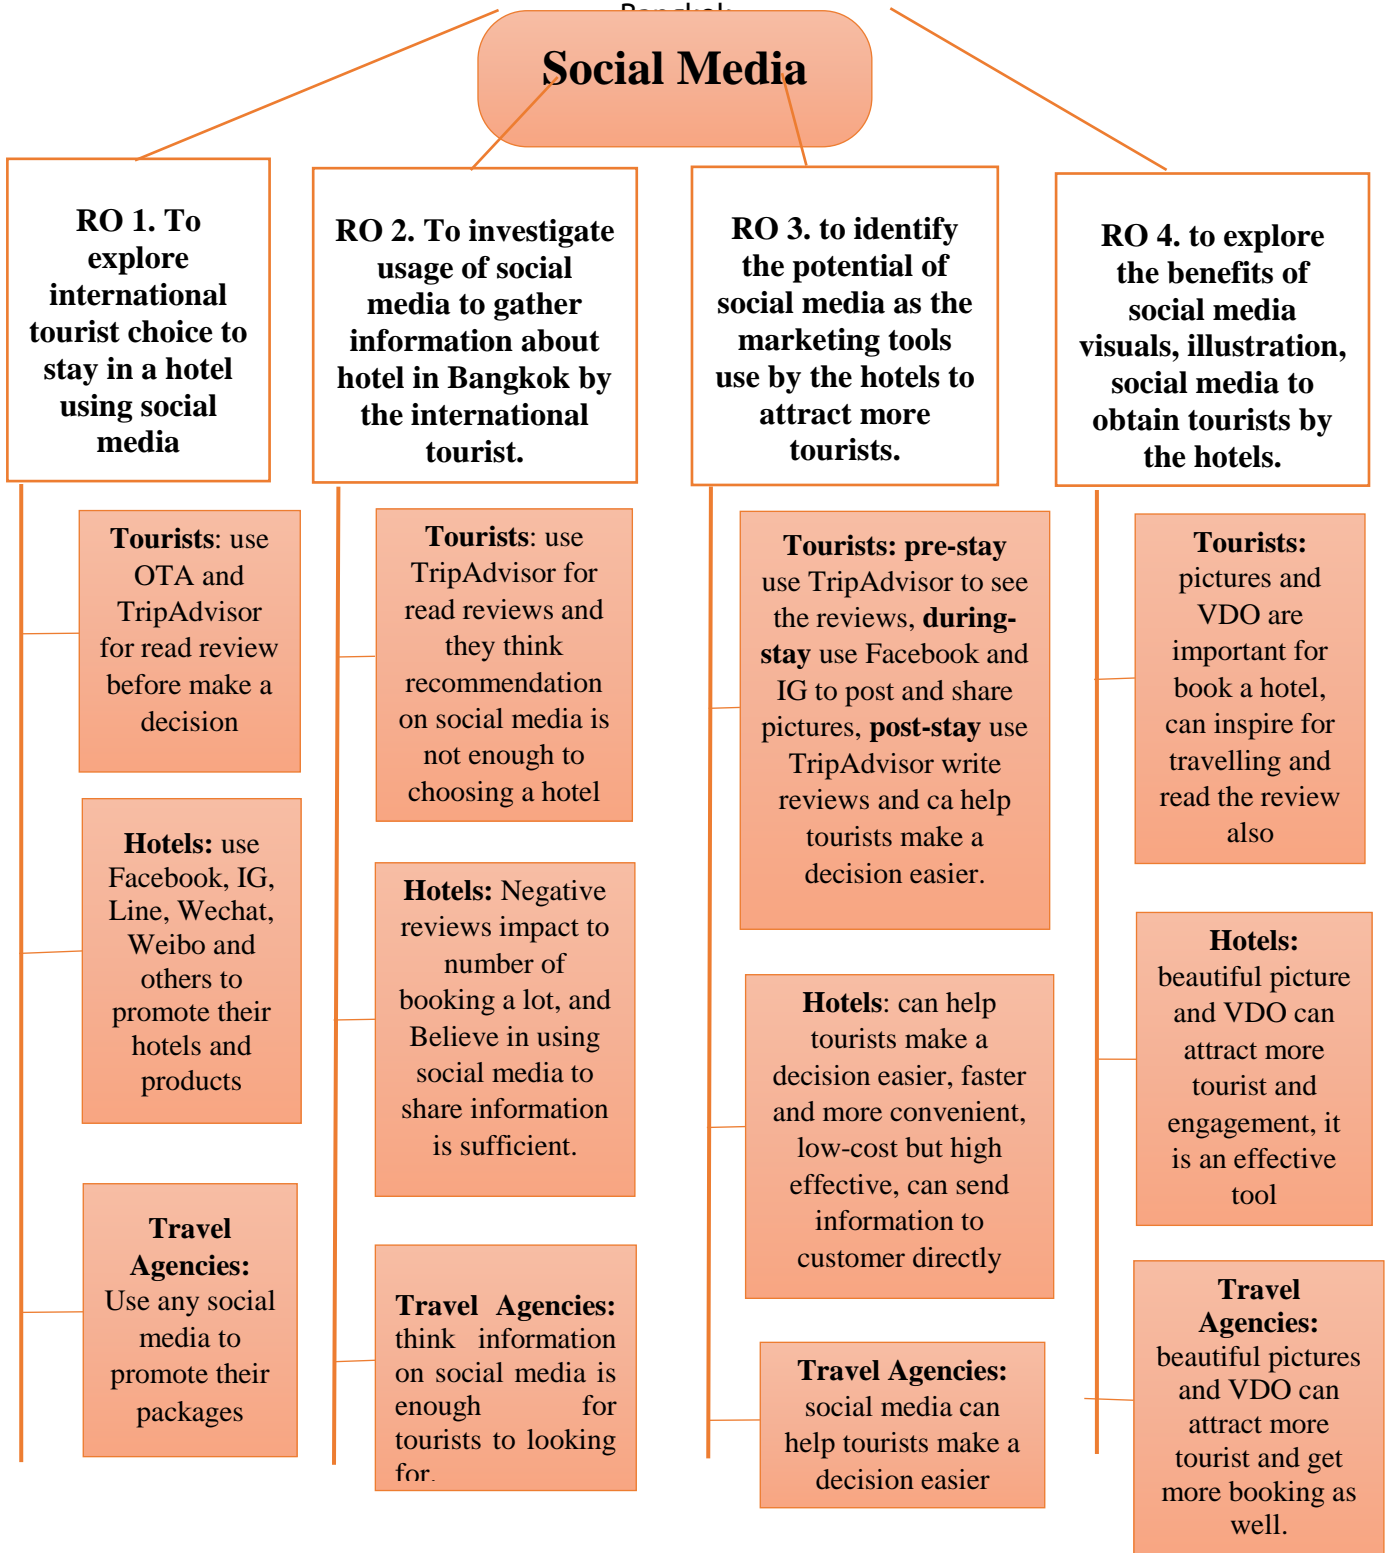 Bangkok
Social Media
RO 1. To
explore
international
tourist choice to
stay in a hotel
using social
media
RO 2. To investigate
usage of social
media to gather
information about
hotel in Bangkok by
the international
tourist.
RO 3. to identify
the potential of
social media as the
marketing tools
use by the hotels to
attract more
tourists.
RO 4. to explore
the benefits of
social media
visuals, illustration,
social media to
obtain tourists by
the hotels.
Tourists: use
OTA and
TripAdvisor
for read review
before make a
decision
Hotels: use
Facebook, IG,
Line, Wechat,
Weibo and
others to
promote their
hotels and
products
Travel
Agencies:
Use any social
media to
promote their
packages
Tourists: use
TripAdvisor for
read reviews and
they think
recommendation
on social media is
not enough to
choosing a hotel
Hotels: Negative
reviews impact to
number of
booking a lot, and
Believe in using
social media to
share information
is sufficient.
Travel Agencies:
think information
on social media is
enough for
tourists to looking
for.
Tourists: pre-stay
use TripAdvisor to see
the reviews, during-
stay use Facebook and
IG to post and share
pictures, post-stay use
TripAdvisor write
reviews and ca help
tourists make a
decision easier.
Hotels: can help
tourists make a
decision easier, faster
and more convenient,
low-cost but high
effective, can send
information to
customer directly
Travel Agencies:
social media can
help tourists make a
decision easier
Tourists:
pictures and
VDO are
important for
book a hotel,
can inspire for
travelling and
read the review
also
Hotels:
beautiful picture
and VDO can
attract more
tourist and
engagement, it
is an effective
tool
Travel
Agencies:
beautiful pictures
and VDO can
attract more
tourist and get
more booking as
well.